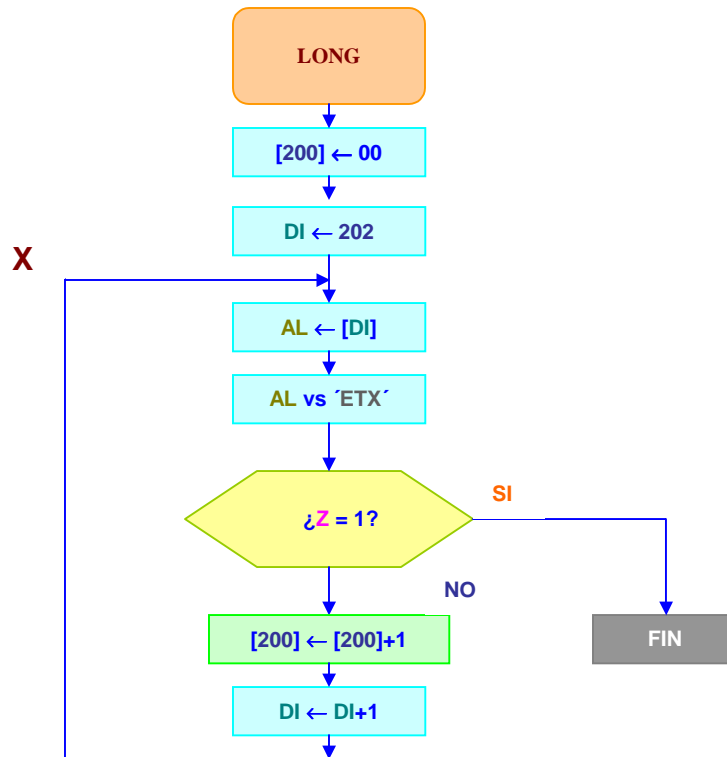 LONG
[200] ← 00
DI ← 202
X
AL ← [DI]
AL vs ´ETX´
¿Z = 1?
SI
NO
[200] ← [200]+1
FIN
DI ← DI+1